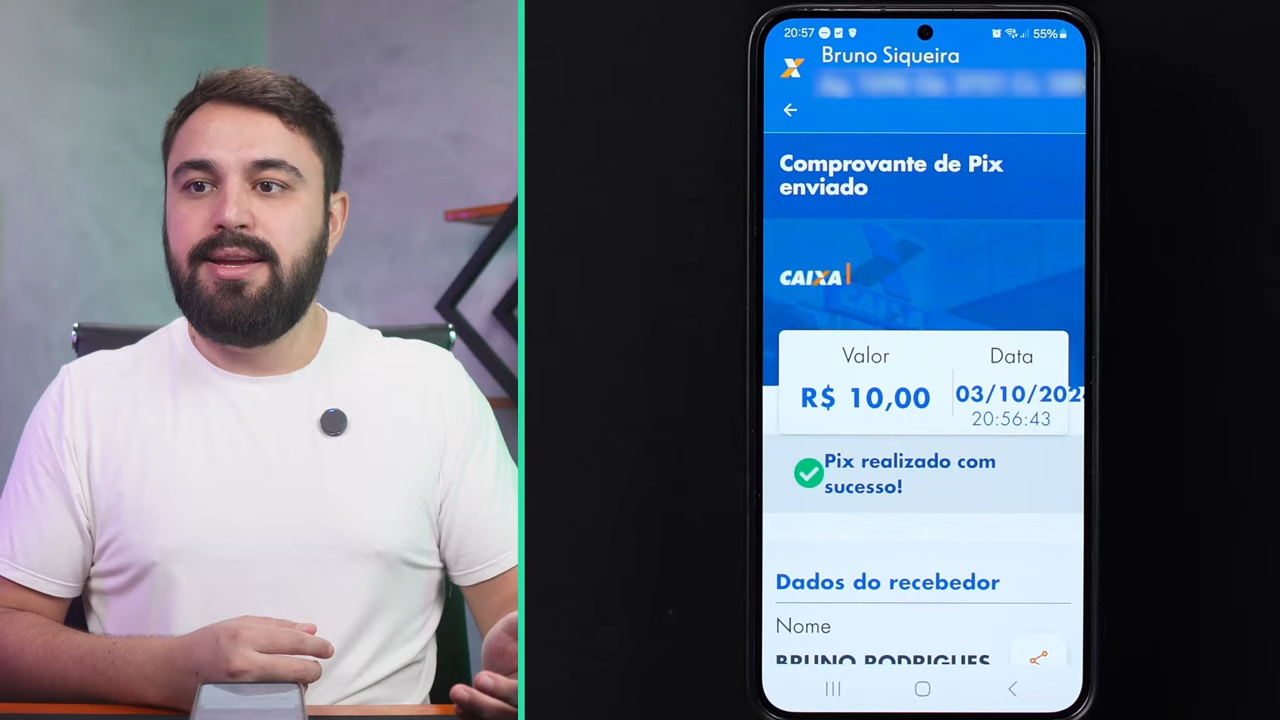 20:57
55%
Bruno Siqueira
Comprovante de Pix
enviado
CAIXA
Valor
Data
R$ 10,00
03/10/202
20:56:43
Pix realizado com
sucesso!
Dados do recebedor
Nome
BRUNO RODRIGUES